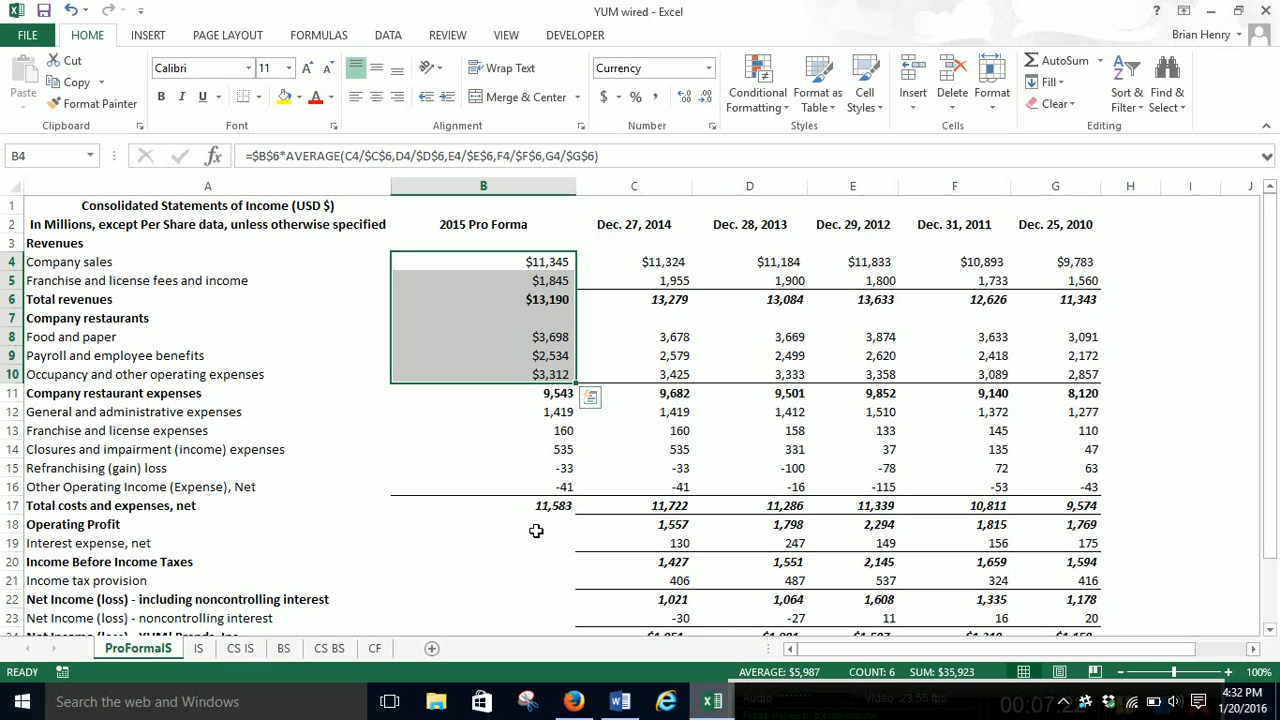 YUM wired - Excel
FILE HOME INSERT PAGE LAYOUT FORMULAS DATA REVIEW VIEW DEVELOPER Brian Henry
Paste Cut Copy Format Painter Clipboard
Calibri 11 B I U A Font
Wrap Text Merge & Center Alignment
Currency $ % , Number
Conditional Formatting Format as Table Cell Styles Styles
Insert Delete Format Cells
AutoSum Fill Clear Sort & Filter Find & Select Editing
B4 fx =$B$6*AVERAGE(C4/$C$6,D4/$D$6,E4/$E$6,F4/$F$6,G4/$G$6)
A B C D E F G H I J
1 Consolidated Statements of Income (USD $)
2 In Millions, except Per Share data, unless otherwise specified 2015 Pro Forma Dec. 27, 2014 Dec. 28, 2013 Dec. 29, 2012 Dec. 31, 2011 Dec. 25, 2010
3 Revenues
4 Company sales $11,345 $11,324 $11,184 $11,833 $10,893 $9,783
5 Franchise and license fees and income $1,845 1,955 1,900 1,800 1,733 1,560
6 Total revenues $13,190 13,279 13,084 13,633 12,626 11,343
7 Company restaurants
8 Food and paper $3,698 3,678 3,669 3,874 3,633 3,091
9 Payroll and employee benefits $2,534 2,579 2,499 2,620 2,418 2,172
10 Occupancy and other operating expenses $3,312 3,425 3,333 3,358 3,089 2,857
11 Company restaurant expenses 9,543 9,682 9,501 9,852 9,140 8,120
12 General and administrative expenses 1,419 1,419 1,412 1,510 1,372 1,277
13 Franchise and license expenses 160 160 158 133 145 110
14 Closures and impairment (income) expenses 535 535 331 37 135 47
15 Refranchising (gain) loss -33 -33 -100 -78 72 63
16 Other Operating Income (Expense), Net -41 -41 -16 -115 -53 -43
17 Total costs and expenses, net 11,583 11,722 11,286 11,339 10,811 9,574
18 Operating Profit 1,557 1,798 2,294 1,815 1,769
19 Interest expense, net 130 247 149 156 175
20 Income Before Income Taxes 1,427 1,551 2,145 1,659 1,594
21 Income tax provision 406 487 537 324 416
22 Net Income (loss) - including noncontrolling interest 1,021 1,064 1,608 1,335 1,178
23 Net Income (loss) - noncontrolling interest -30 -27 11 16 20
ProFormaIS IS CS IS BS CS BS CF
READY AVERAGE: $5,987 COUNT: 6 SUM: $35,923 100%
Search the web and Windows 4:32 PM
1/20/2016